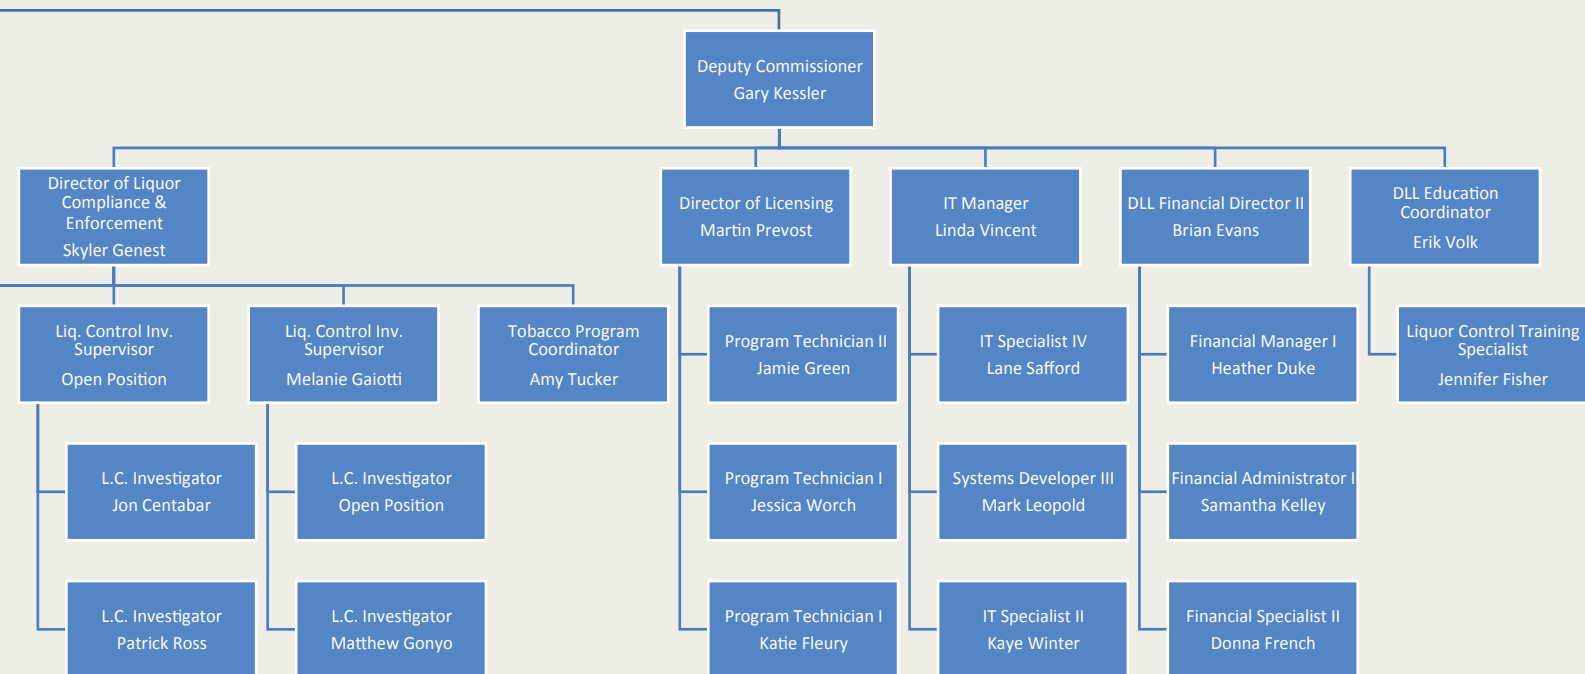 Deputy Commissioner
Gary Kessler
Director of Liquor
Compliance &
Enforcement
Skyler Genest
Director of Licensing
Martin Prevost
IT Manager
Linda Vincent
DLL Financial Director II
Brian Evans
DLL Education
Coordinator
Erik Volk
Liq. Control Inv.
Supervisor
Open Position
Liq. Control Inv.
Supervisor
Melanie Gaiotti
Tobacco Program
Coordinator
Amy Tucker
Program Technician II
Jamie Green
IT Specialist IV
Lane Safford
Financial Manager I
Heather Duke
Liquor Control Training
Specialist
Jennifer Fisher
L.C. Investigator
Jon Centabar
L.C. Investigator
Open Position
Program Technician I
Jessica Worch
Systems Developer III
Mark Leopold
Financial Administrator I
Samantha Kelley
L.C. Investigator
Patrick Ross
L.C. Investigator
Matthew Gonyo
Program Technician I
Katie Fleury
IT Specialist II
Kaye Winter
Financial Specialist II
Donna French